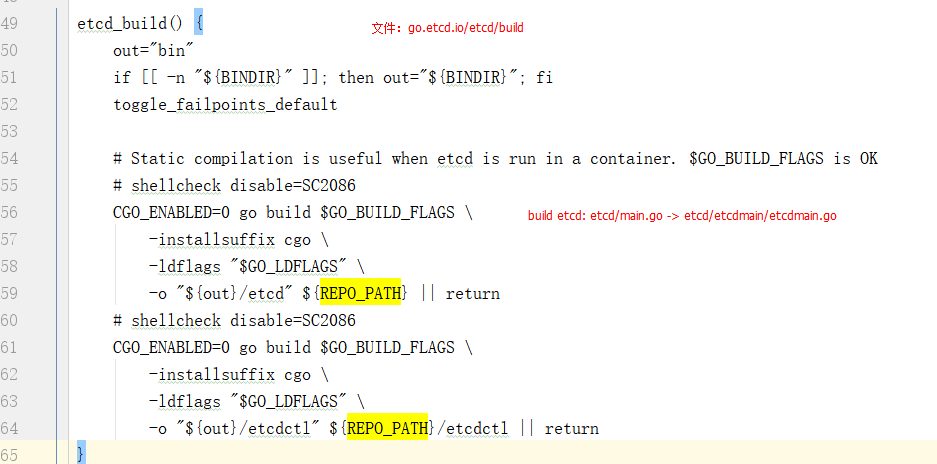 49 etcd_build() {
文件：go.etcd.io/etcd/build
50 out="bin"
51 if [[ -n "${BINDIR}" ]]; then out="${BINDIR}"; fi
52 toggle_failpoints_default
53
54 # Static compilation is useful when etcd is run in a container. $GO_BUILD_FLAGS is OK
55 # shellcheck disable=SC2086
56 CGO_ENABLED=0 go build $GO_BUILD_FLAGS \
build etcd: etcd/main.go -> etcd/etcdmain/etcdmain.go
57 -installsuffix cgo \
58 -ldflags "$GO_LDFLAGS" \
59 -o "${out}/etcd" ${REPO_PATH} || return
60 # shellcheck disable=SC2086
61 CGO_ENABLED=0 go build $GO_BUILD_FLAGS \
62 -installsuffix cgo \
63 -ldflags "$GO_LDFLAGS" \
64 -o "${out}/etcdctl" ${REPO_PATH}/etcdctl || return
65 }